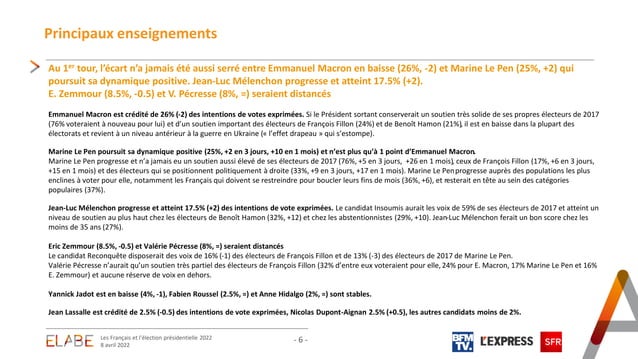 Principaux enseignements
Au 1er tour, l'écart n'a jamais été aussi serré entre Emmanuel Macron en baisse (26%, -2) et Marine Le Pen (25%, +2) qui
poursuit sa dynamique positive. Jean-Luc Mélenchon progresse et atteint 17.5% (+2).
E. Zemmour (8.5%, -0.5) et V. Pécresse (8%, =) seraient distancés
Emmanuel Macron est crédité de 26% (-2) des intentions de votes exprimées. Si le Président sortant conserverait un soutien très solide de ses propres électeurs de 2017
(76% voteraient à nouveau pour lui) et d'un soutien important des électeurs de François Fillon (24%) et de Benoît Hamon (21%), il est en baisse dans la plupart des
électorats et revient à un niveau antérieur à la guerre en Ukraine (« l'effet drapeau » qui s'estompe).
Marine Le Pen poursuit sa dynamique positive (25%, +2 en 3 jours, +10 en 1 mois) et n'est plus qu'à 1 point d'Emmanuel Macron.
Marine Le Pen progresse et n'a jamais eu un soutien aussi élevé de ses électeurs de 2017 (76%, +5 en 3 jours, +26 en 1 mois), ceux de François Fillon (17%, +6 en 3 jours,
+15 en 1 mois) et des électeurs qui se positionnent politiquement à droite (33%, +9 en 3 jours, +17 en 1 mois). Marine Le Pen progresse auprès des populations les plus
enclines à voter pour elle, notamment les Français qui doivent se restreindre pour boucler leurs fins de mois (36%, +6), et resterait en tête au sein des catégories
populaires (37%).
Jean-Luc Mélenchon progresse et atteint 17.5% (+2) des intentions de vote exprimées. Le candidat Insoumis aurait les voix de 59% de ses électeurs de 2017 et atteint un
niveau de soutien au plus haut chez les électeurs de Benoît Hamon (32%, +12) et chez les abstentionnistes (29%, +10). Jean-Luc Mélenchon ferait un bon score chez les
moins de 35 ans (27%).
Eric Zemmour (8.5%, -0.5) et Valérie Pécresse (8%, =) seraient distancés
Le candidat Reconquête disposerait des voix de 16% (-1) des électeurs de François Fillon et de 13% (-3) des électeurs de 2017 de Marine Le Pen.
Valérie Pécresse n'aurait qu'un soutien très partiel des électeurs de François Fillon (32% d'entre eux voteraient pour elle, 24% pour E. Macron, 17% Marine Le Pen et 16%
E. Zemmour) et aucune réserve de voix en dehors.
Yannick Jadot est en baisse (4%, -1), Fabien Roussel (2.5%, =) et Anne Hidalgo (2%, =) sont stables.
Jean Lassalle est crédité de 2.5% (-0.5) des intentions de vote exprimées, Nicolas Dupont-Aignan 2.5% (+0.5), les autres candidats moins de 2%.
ELABE
Les Français et l'élection présidentielle 2022
8 avril 2022
- 6 -
BFM
TV.
L'EXPRESS
SFR